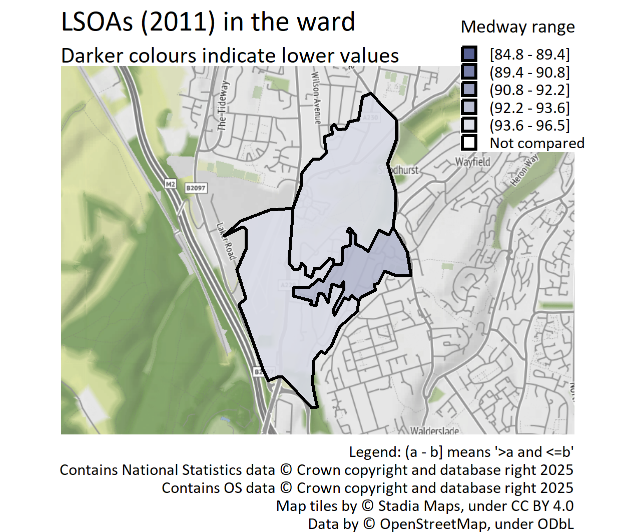 LSOAs (2011) in the ward
Darker colours indicate lower values
Medway range
[84.8 - 89.4]
(89.4 - 90.8]
(90.8 - 92.2]
(92.2 - 93.6]
(93.6 - 96.5]
Not compared
The-Tideway
Wilson-Avenue
M2
B2097
dhurst
Wayfield
Heron-Way
Road
B2
Walderslade
Legend: (a - b] means '>a and <=b'
Contains National Statistics data © Crown copyright and database right 2025
Contains OS data © Crown copyright and database right 2025
Map tiles by © Stadia Maps, under CC BY 4.0
Data by © OpenStreetMap, under ODbL